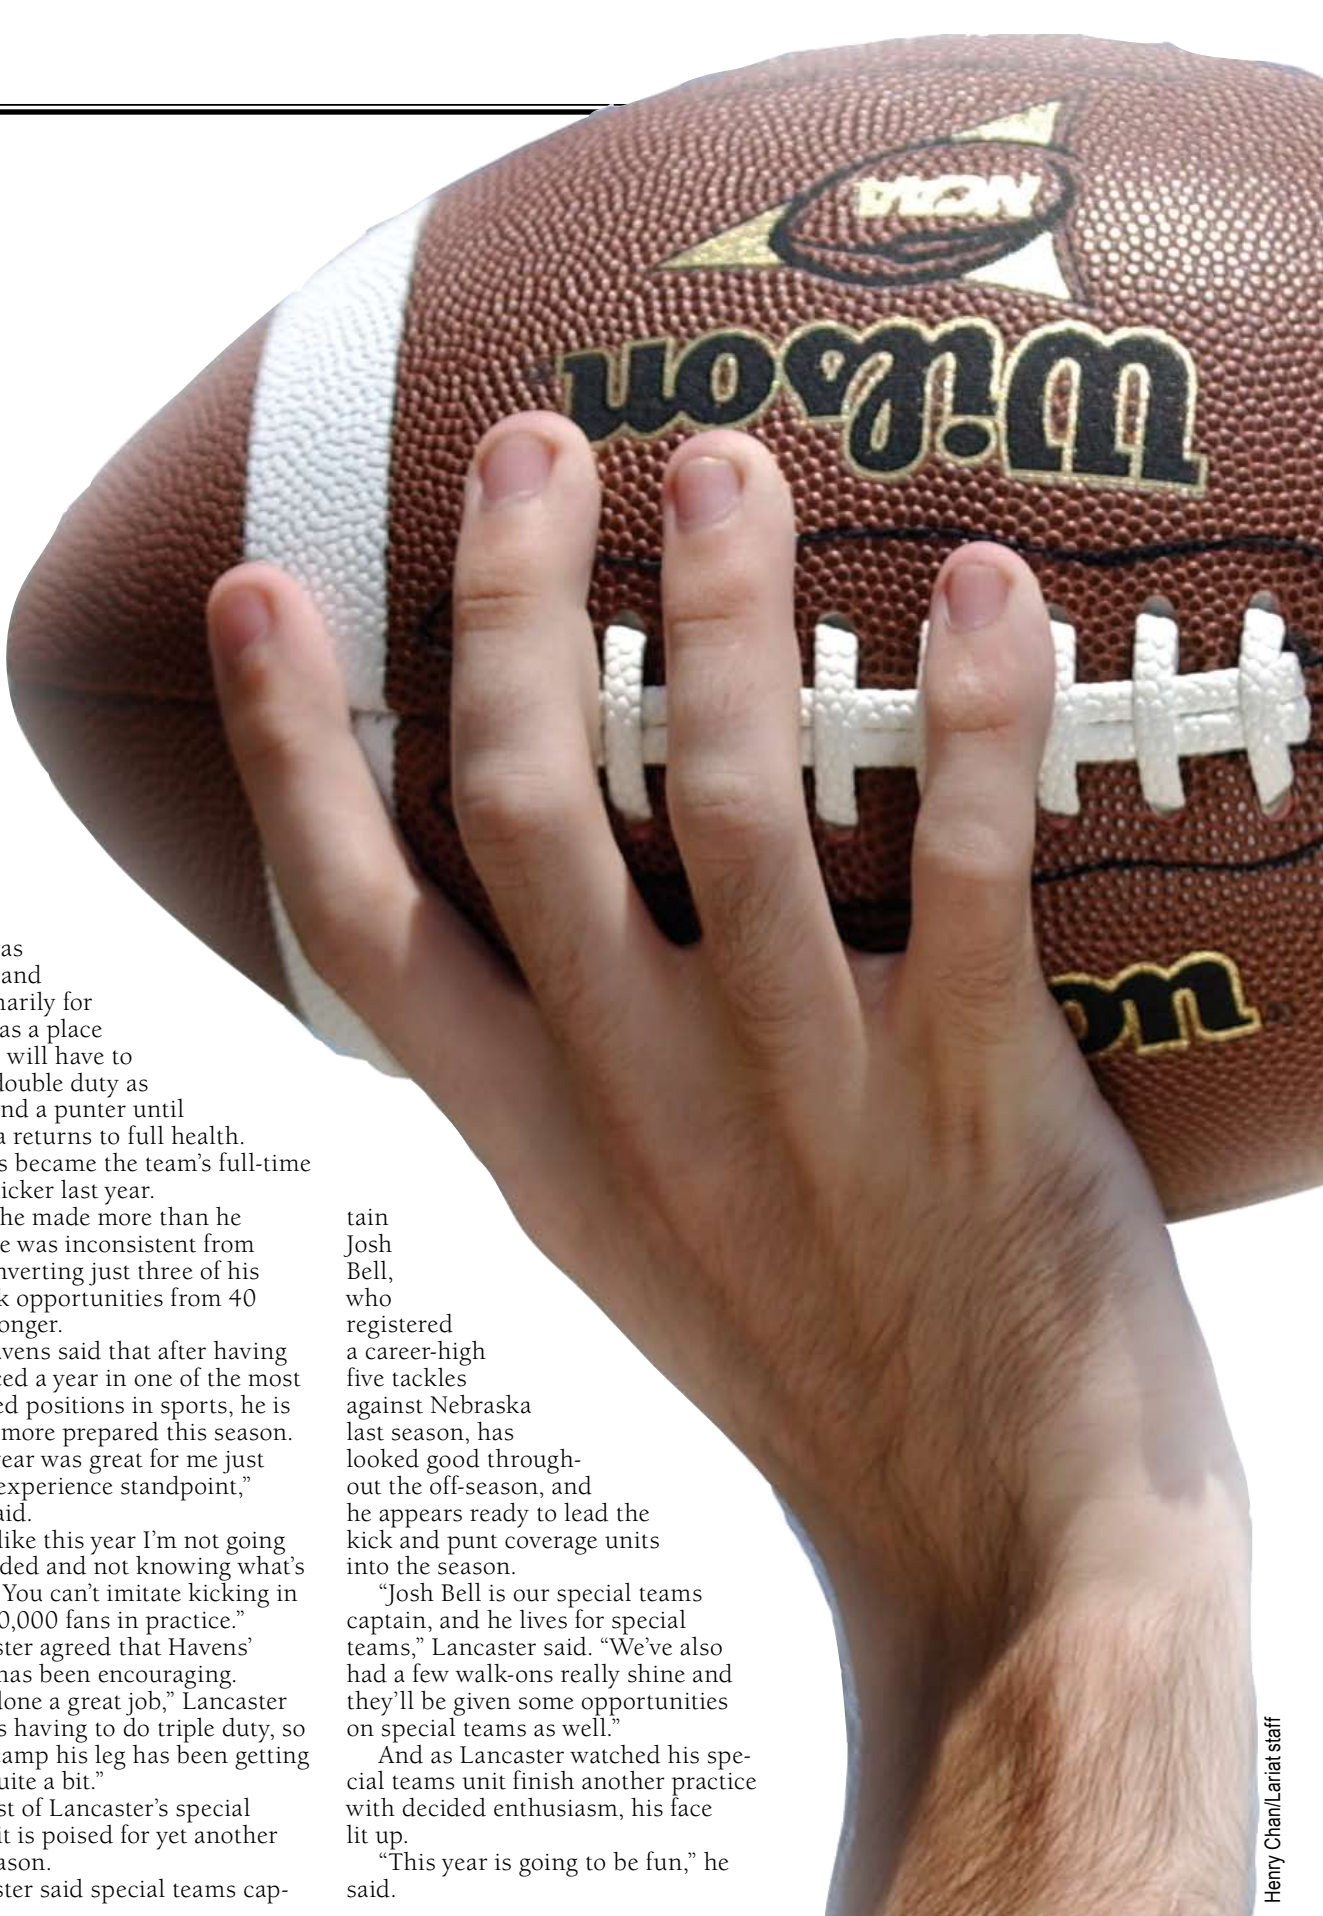 NCAA
Wilson
on
as
and
narily for
as a place
will have to
double duty as
nd a punter until
a returns to full health.
s became the team's full-time
icker last year.
he made more than he
e was inconsistent from
nverting just three of his
k opportunities from 40
onger.
vens said that after having
ced a year in one of the most
ed positions in sports, he is
more prepared this season.
year was great for me just
experience standpoint,”
aid.
like this year I'm not going
ded and not knowing what's
You can't imitate kicking in
0,000 fans in practice.”
ster agreed that Havens'
has been encouraging.
done a great job,” Lancaster
s having to do triple duty, so
camp his leg has been getting
uite a bit.”
st of Lancaster's special
it is poised for yet another
ason.
ster said special teams cap-
tain
Josh
Bell,
who
registered
a career-high
five tackles
against Nebraska
last season, has
looked good through-
out the off-season, and
he appears ready to lead the
kick and punt coverage units
into the season.
“Josh Bell is our special teams
captain, and he lives for special
teams,” Lancaster said. “We've also
had a few walk-ons really shine and
they'll be given some opportunities
on special teams as well.”
And as Lancaster watched his spe-
cial teams unit finish another practice
with decided enthusiasm, his face
lit up.
“This year is going to be fun,” he
said.
Henry Chan/Lariat staff